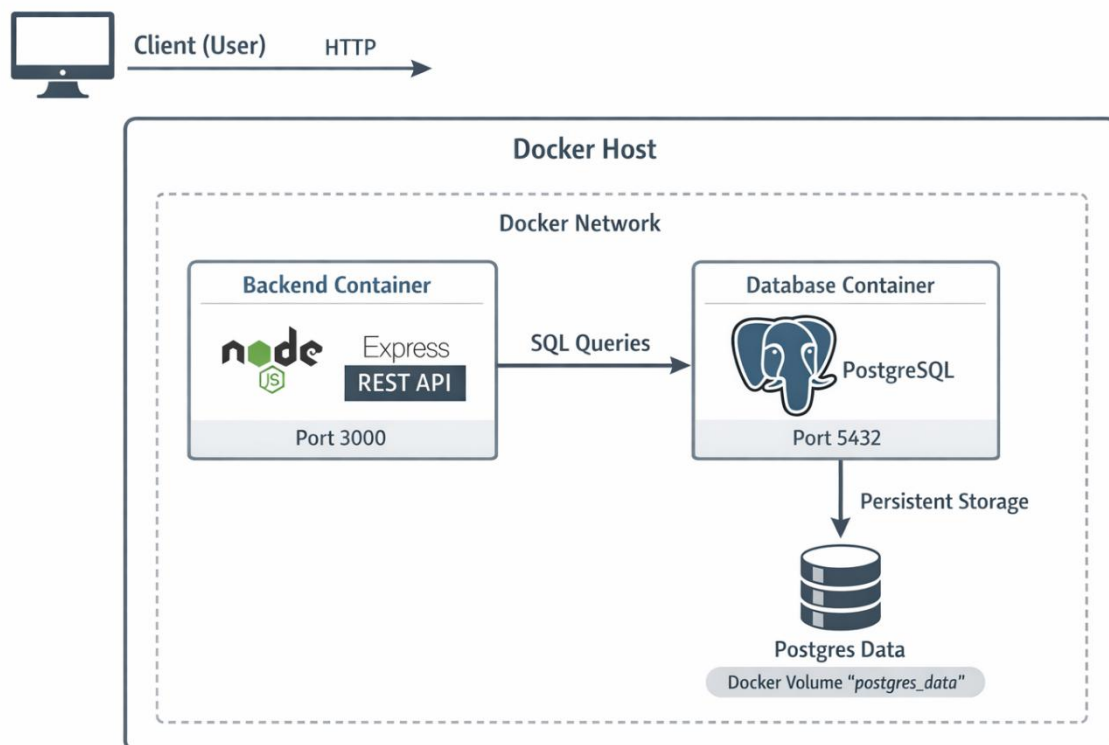 Client (User) HTTP
Docker Host
Docker Network
Backend Container
node
JS
Express
REST API
Port 3000
SQL Queries
Database Container
PostgreSQL
Port 5432
Persistent Storage
Postgres Data
Docker Volume “postgres_data”